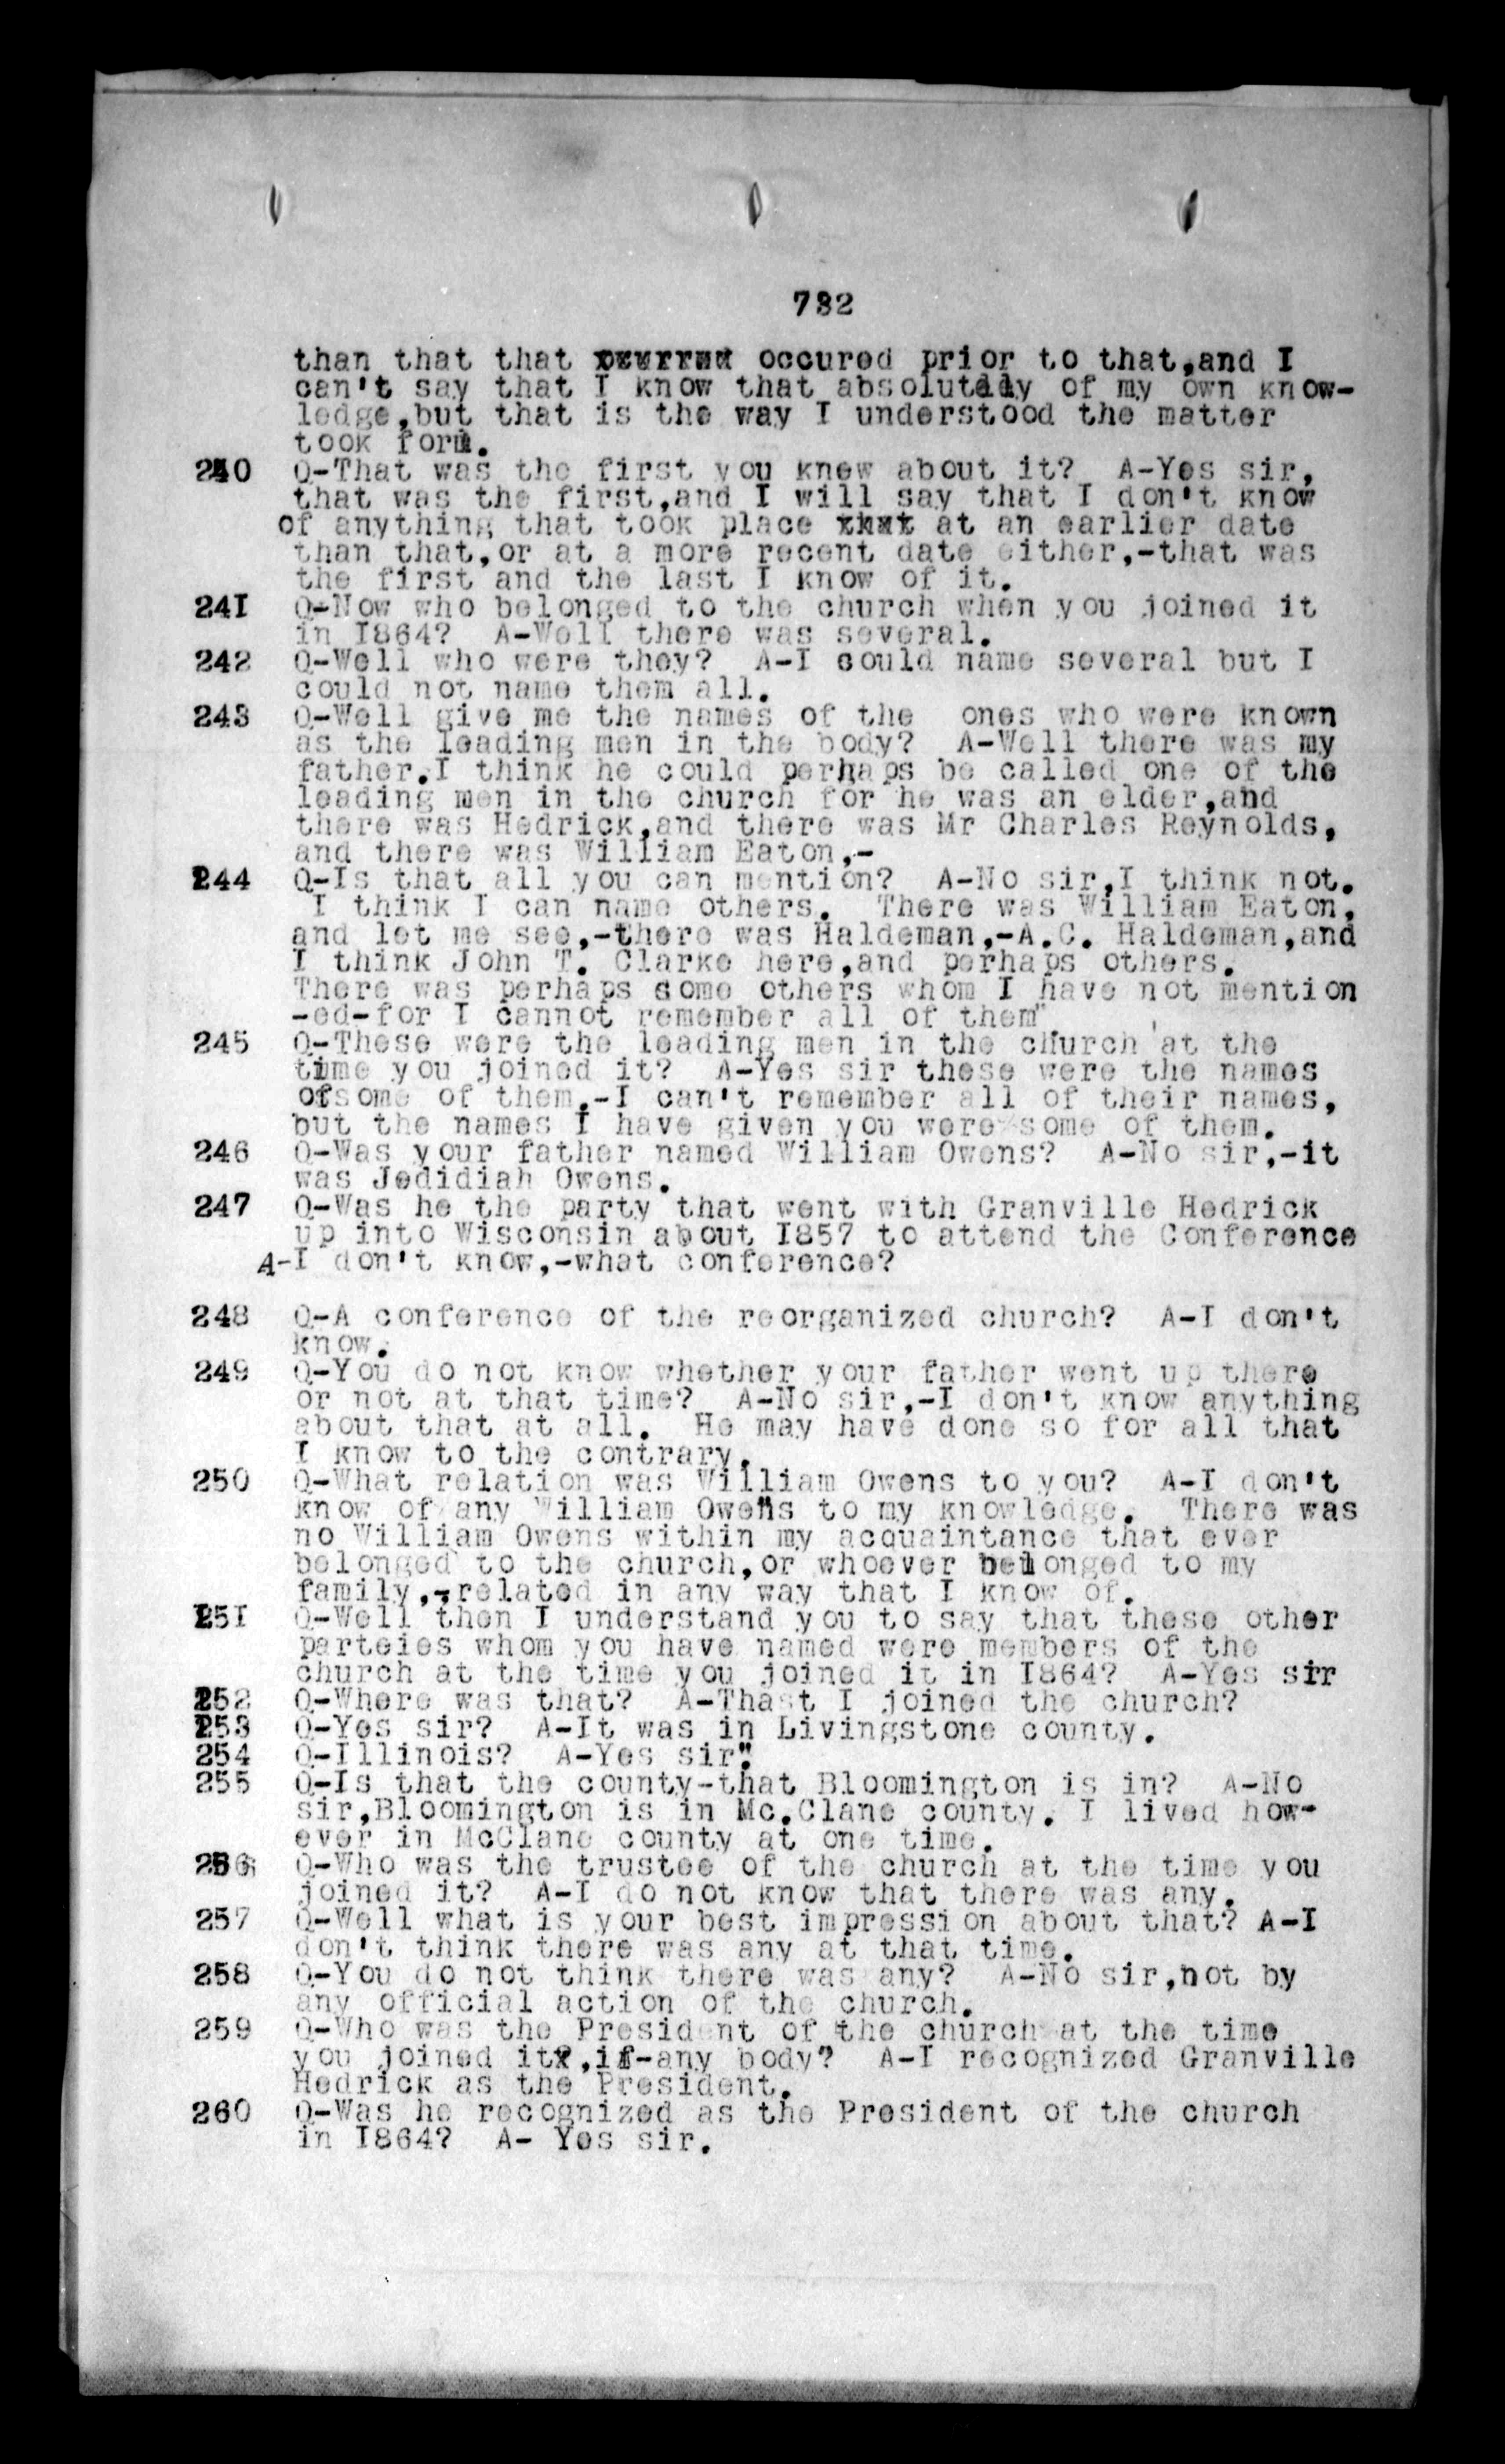 732
than that that occured prior to that,and I
can't say that I know that absolutely of my own know-
ledge,but that is the way I understood the matter
took form.
240 Q-That was the first you knew about it? A-Yes sir,
that was the first,and I will say that I don't know
of anything that took place at an earlier date
than that,or at a more recent date either,-that was
the first and the last I know of it.
241 Q-Now who belonged to the church when you joined it
in I864? A-Well there was several.
242 Q-Well who were they? A-I could name several but I
could not name them all.
243 Q-Well give me the names of the ones who were known
as the leading men in the body? A-Well there was my
father.I think he could perhaps be called one of the
leading men in the church for he was an elder,and
there was Hedrick,and there was Mr Charles Reynolds,
and there was William Eaton,-
244 Q-Is that all you can mention? A-No sir,I think not.
I think I can name others. There was William Eaton,
and let me see,-there was Haldeman,-A.C. Haldeman,and
I think John T. Clarke here,and perhaps others.
There was perhaps some others whom I have not mention
-ed-for I cannot remember all of them".
245 Q-These were the leading men in the church at the
time you joined it? A-Yes sir these were the names
ofsome of them,-I can't remember all of their names,
but the names I have given you were some of them.
246 Q-Was your father named William Owens? A-No sir,-it
was Jedidiah Owens.
247 Q-Was he the party that went with Granville Hedrick
up into Wisconsin about I857 to attend the Conference
A-I don't know,-what conference?
248 Q-A conference of the reorganized church? A-I don't
know.
249 Q-You do not know whether your father went up there
or not at that time? A-No sir,-I don't know anything
about that at all. He may have done so for all that
I know to the contrary.
250 Q-What relation was William Owens to you? A-I don't
know of any William Owens to my knowledge. There was
no William Owens within my acquaintance that ever
belonged to the church,or whoever belonged to my
family,-related in any way that I know of.
25I Q-Well then I understand you to say that these other
parteies whom you have named were members of the
church at the time you joined it in I864? A-Yes sir
252 Q-Where was that? A-Thast I joined the church?
253 Q-Yes sir? A-It was in Livingstone county.
254 Q-Illinois? A-Yes sir".
255 Q-Is that the county-that Bloomington is in? A-No
sir,Bloomington is in Mc.Clane county. I lived how-
ever in McClane county at one time.
256 Q-Who was the trustee of the church at the time you
joined it? A-I do not know that there was any.
257 Q-Well what is your best impression about that? A-I
don't think there was any at that time.
258 Q-You do not think there was any? A-No sir,not by
any official action of the church.
259 Q-Who was the President of the church at the time
you joined it?,if-any body? A-I recognized Granville
Hedrick as the President.
260 Q-Was he recognized as the President of the church
in I864? A- Yes sir.